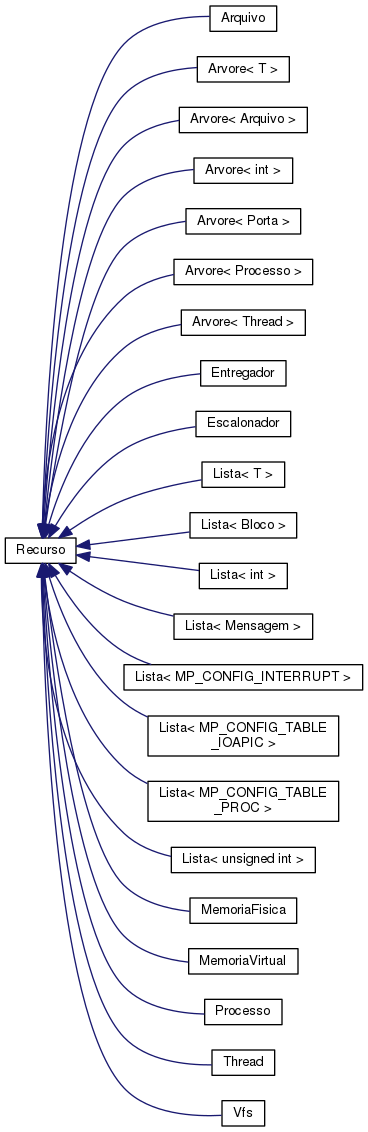 Arquivo
Arvore< T >
Arvore< Arquivo >
Arvore< int >
Arvore< Porta >
Arvore< Processo >
Arvore< Thread >
Entregador
Escalonador
Lista< T >
Lista< Bloco >
Recurso
Lista< int >
Lista< Mensagem >
Lista< MP_CONFIG_INTERRUPT >
Lista< MP_CONFIG_TABLE
_IOAPIC >
Lista< MP_CONFIG_TABLE
_PROC >
Lista< unsigned int >
MemoriaFisica
MemoriaVirtual
Processo
Thread
Vfs